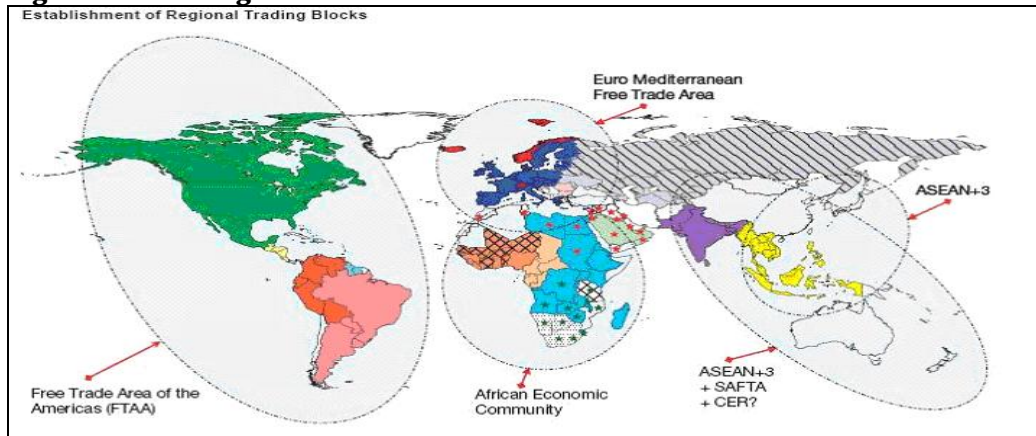 Establishment of Regional Trading Blocks
Euro Mediterranean
Free Trade Area
ASEAN+3
Free Trade Area of the
Americas (FTAA)
African Economic
Community
ASEAN+3
+ SAFTA
+ CER?